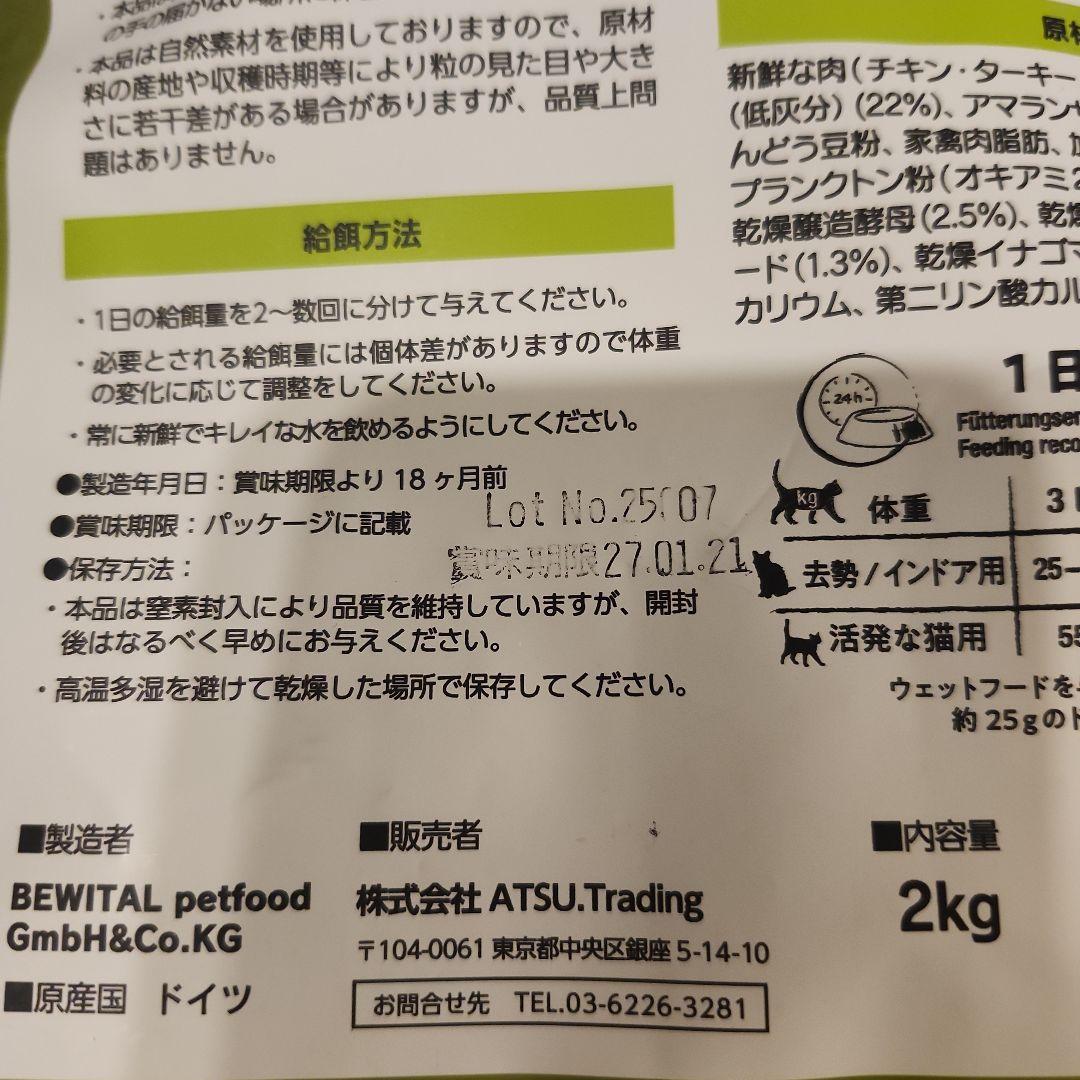 の手の届かない場所に
・本品は自然素材を使用しておりますので、原材
料の産地や収穫時期等により粒の見た目や大き
さに若干差がある場合がありますが、品質上問
題はありません。
給餌方法
・1日の給餌量を2〜数回に分けて与えてください。
・必要とされる給餌量には個体差がありますので体重
の変化に応じて調整をしてください。
・常に新鮮でキレイな水を飲めるようにしてください。
●製造年月日：賞味期限より18ヶ月前
●賞味期限：パッケージに記載
Lot No.25 07
賞味期限27.01.21
●保存方法：
・本品は窒素封入により品質を維持していますが、開封
後はなるべく早めにお与えください。
・高温多湿を避けて乾燥した場所で保存してください。
原材
新鮮な肉(チキン・ターキー
(低灰分)(22%)、アマラン
んどう豆粉、家禽肉脂肪、加
プランクトン粉(オキアミ2
乾燥醸造酵母(2.5%)、乾燥
ード(1.3%)、乾燥イナゴマ
カリウム、第二リン酸カル
24h
1日
Fütterungsem
Feeding reco
kg
体重
3
去勢/インドア用
25–
活発な猫用
55
ウェットフードを
約25gのド
■製造者
BEWITAL petfood
GmbH&Co.KG
■原産国 ドイツ
■販売者
株式会社 ATSU.Trading
〒104-0061 東京都中央区銀座5-14-10
お問合せ先 TEL.03-6226-3281
■内容量
2kg